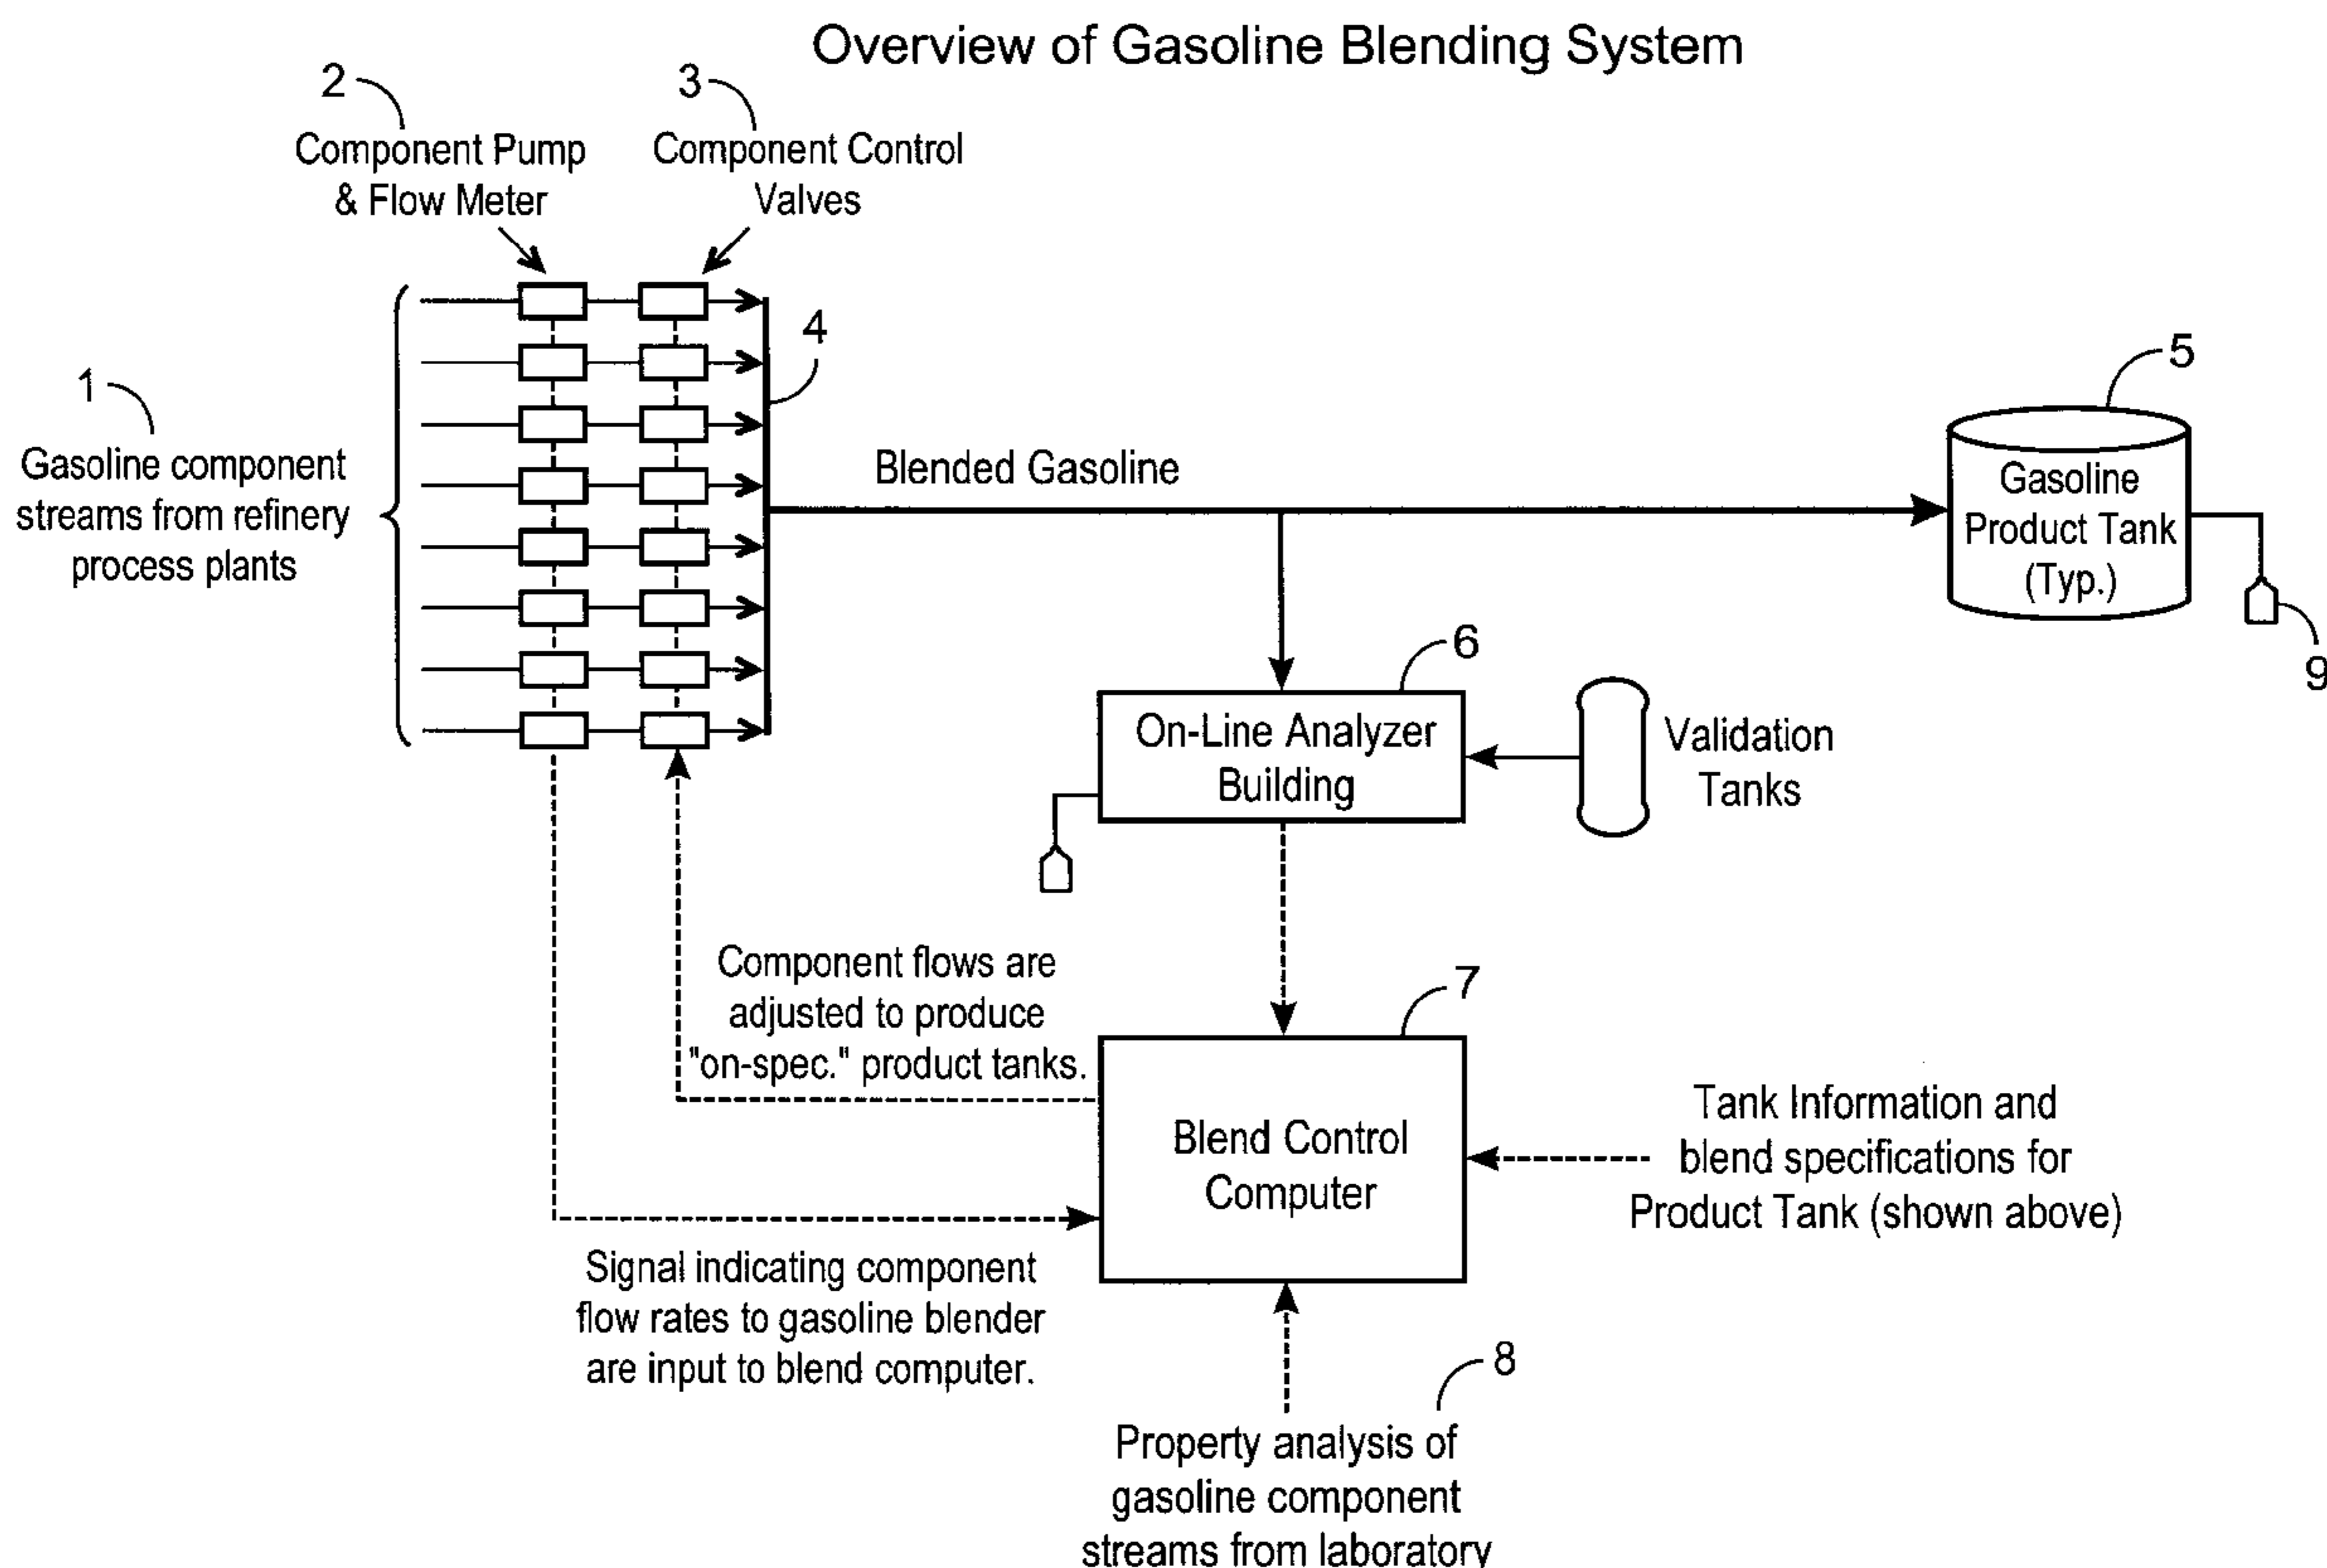 Overview of Gasoline Blending System
2
3
Component Pump
& Flow Meter
Component Control
Valves
4
1
Gasoline component
streams from refinery
process plants
Blended Gasoline
5
Gasoline
Product Tank
(Typ.)
9
6
On-Line Analyzer
Building
Validation
Tanks
Component flows are
adjusted to produce
"on-spec." product tanks.
7
Blend Control
Computer
Tank Information and
blend specifications for
Product Tank (shown above)
Signal indicating component
flow rates to gasoline blender
are input to blend computer.
8
Property analysis of
gasoline component
streams from laboratory